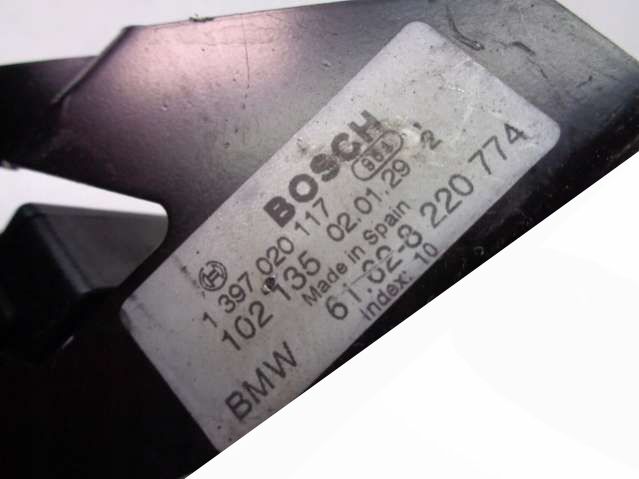 BOSCH
984
1 397 020 117
102 135 02.01.29 2
Made in Spain
BMW 61.62-8 220 774
Index: 10